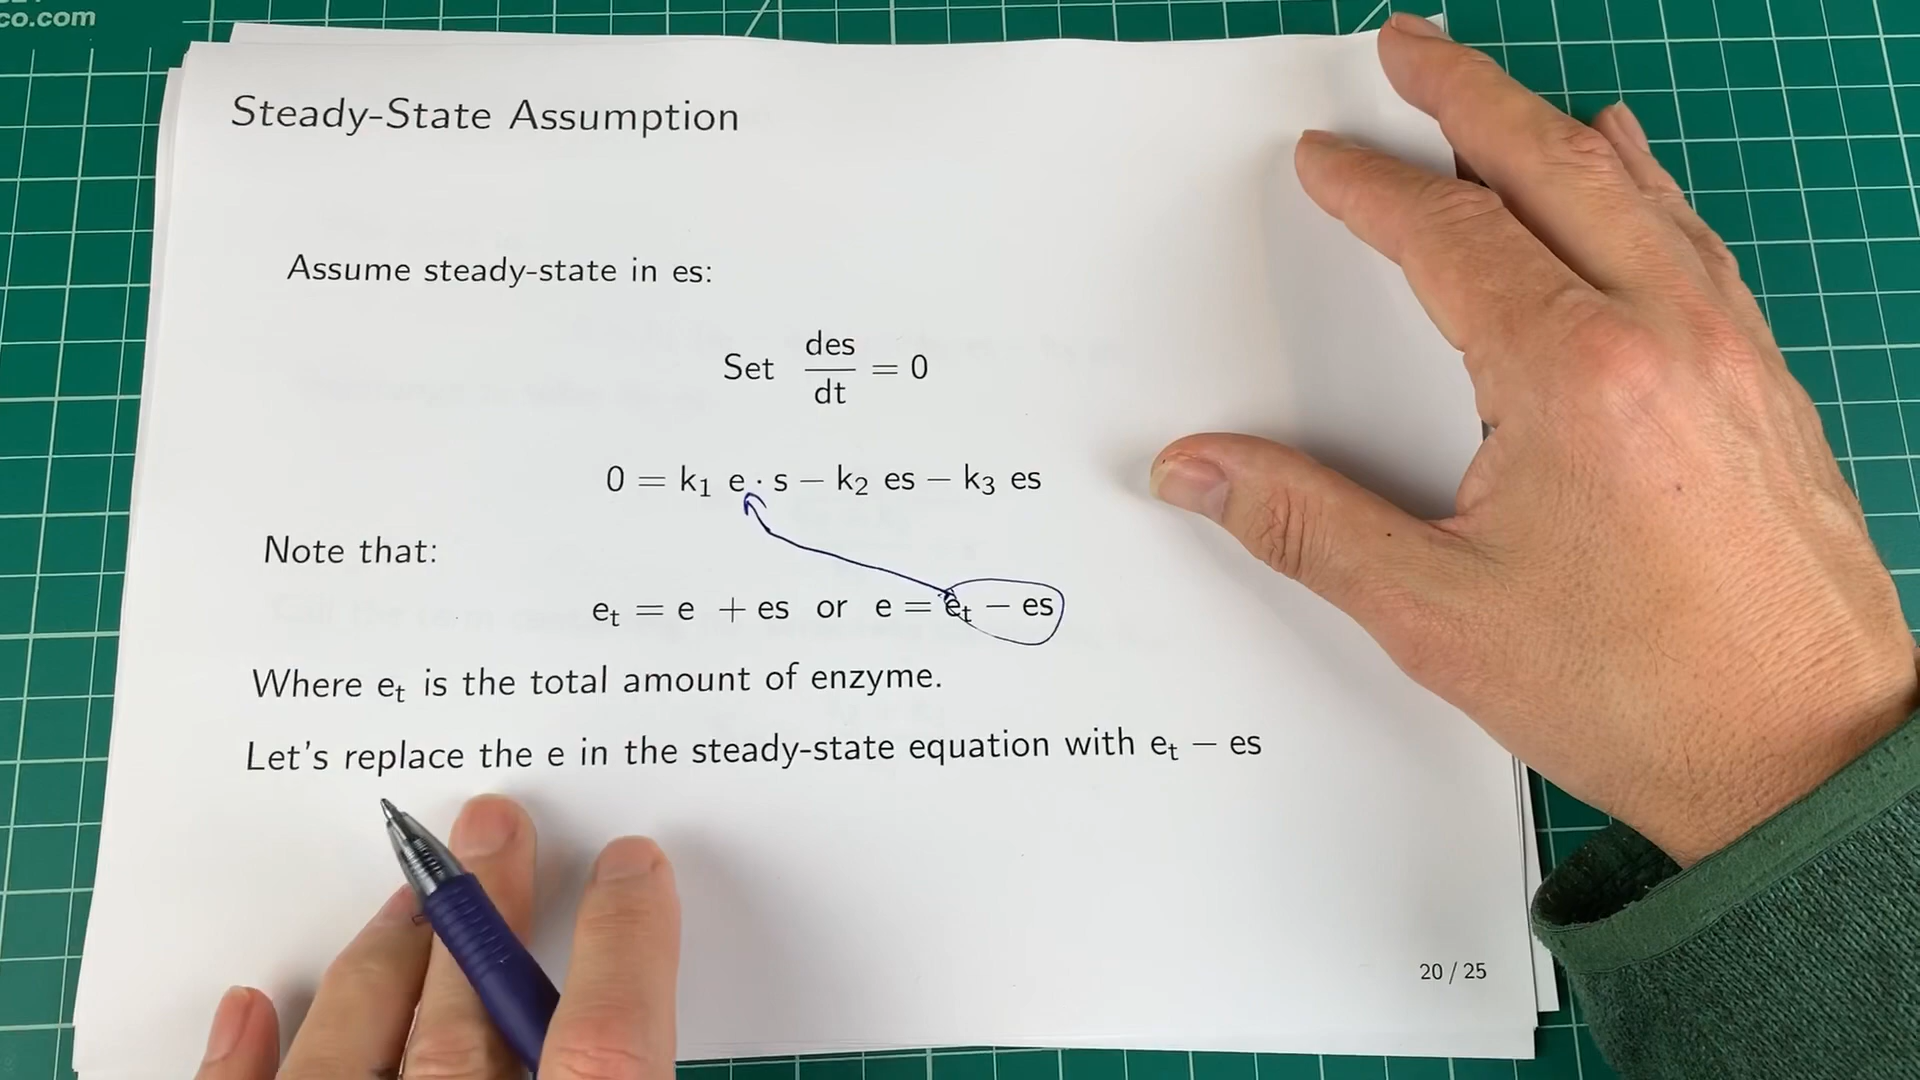 co.com
Steady-State Assumption
Assume steady-state in es:
Set des/dt = 0
0 = k₁ e · s − k₂ es − k₃ es
Note that:
eₜ = e + es or e = eₜ − es
Where eₜ is the total amount of enzyme.
Let's replace the e in the steady-state equation with eₜ − es
20 / 25